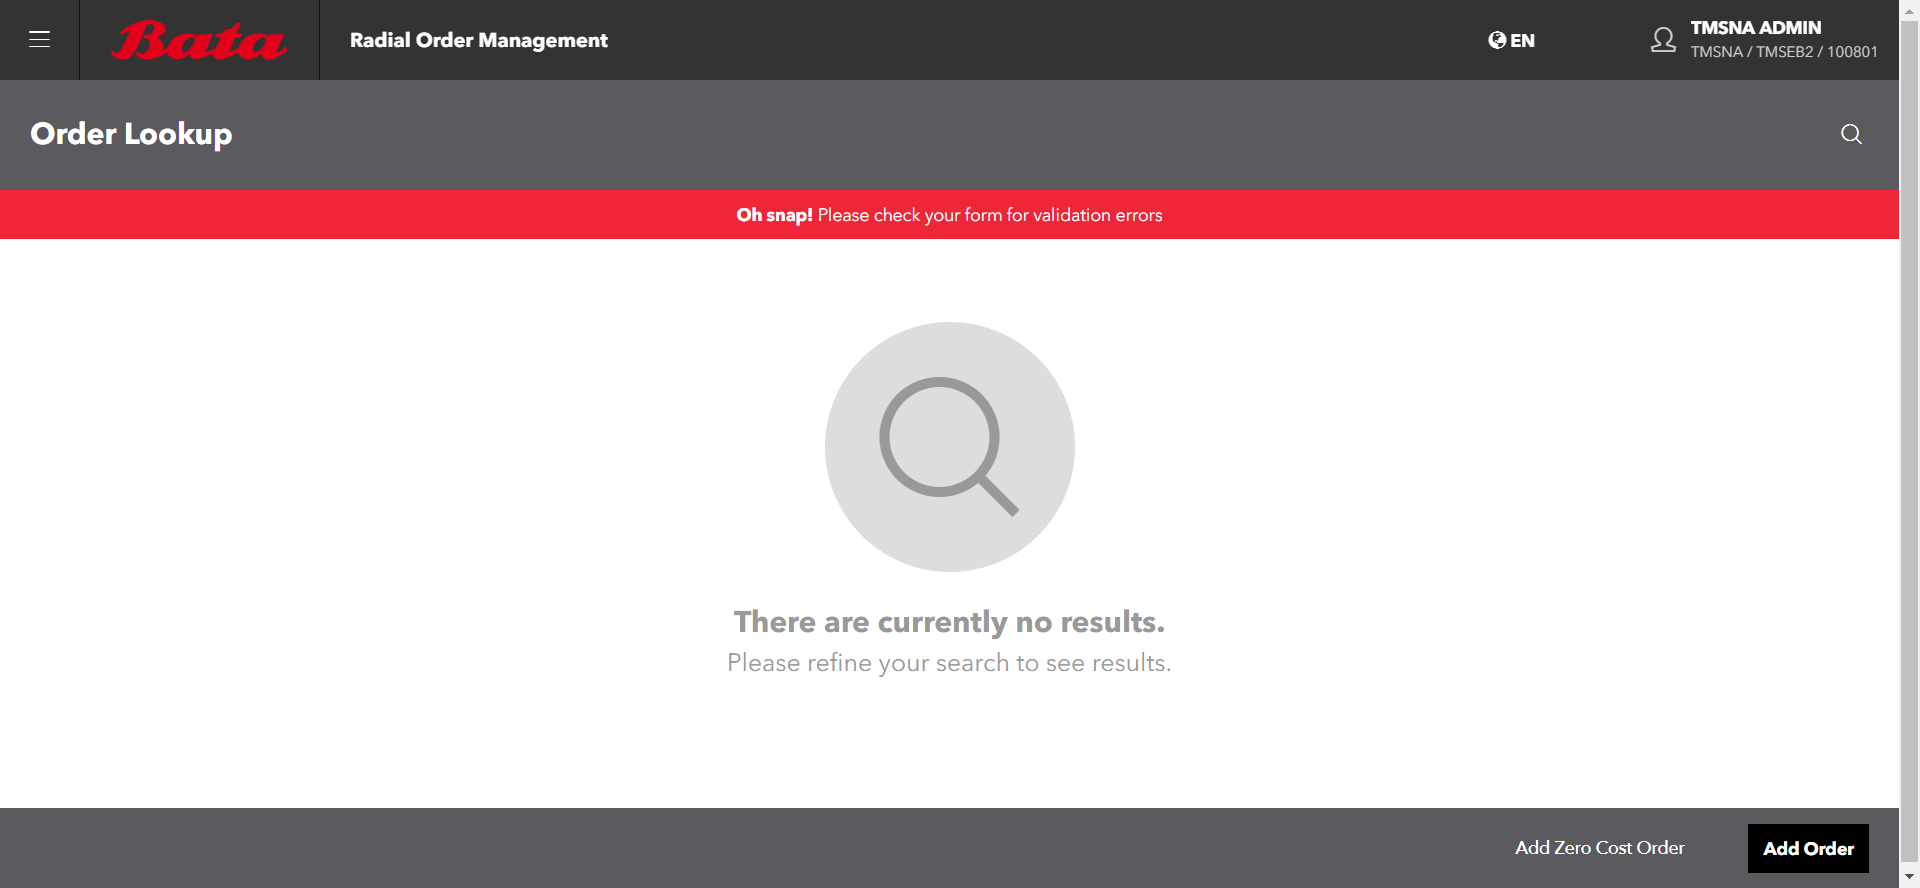 Bata
Radial Order Management
EN
TMSNA ADMIN
TMSNA / TMSEB2 / 100801
Order Lookup
Oh snap! Please check your form for validation errors
There are currently no results.
Please refine your search to see results.
Add Zero Cost Order
Add Order